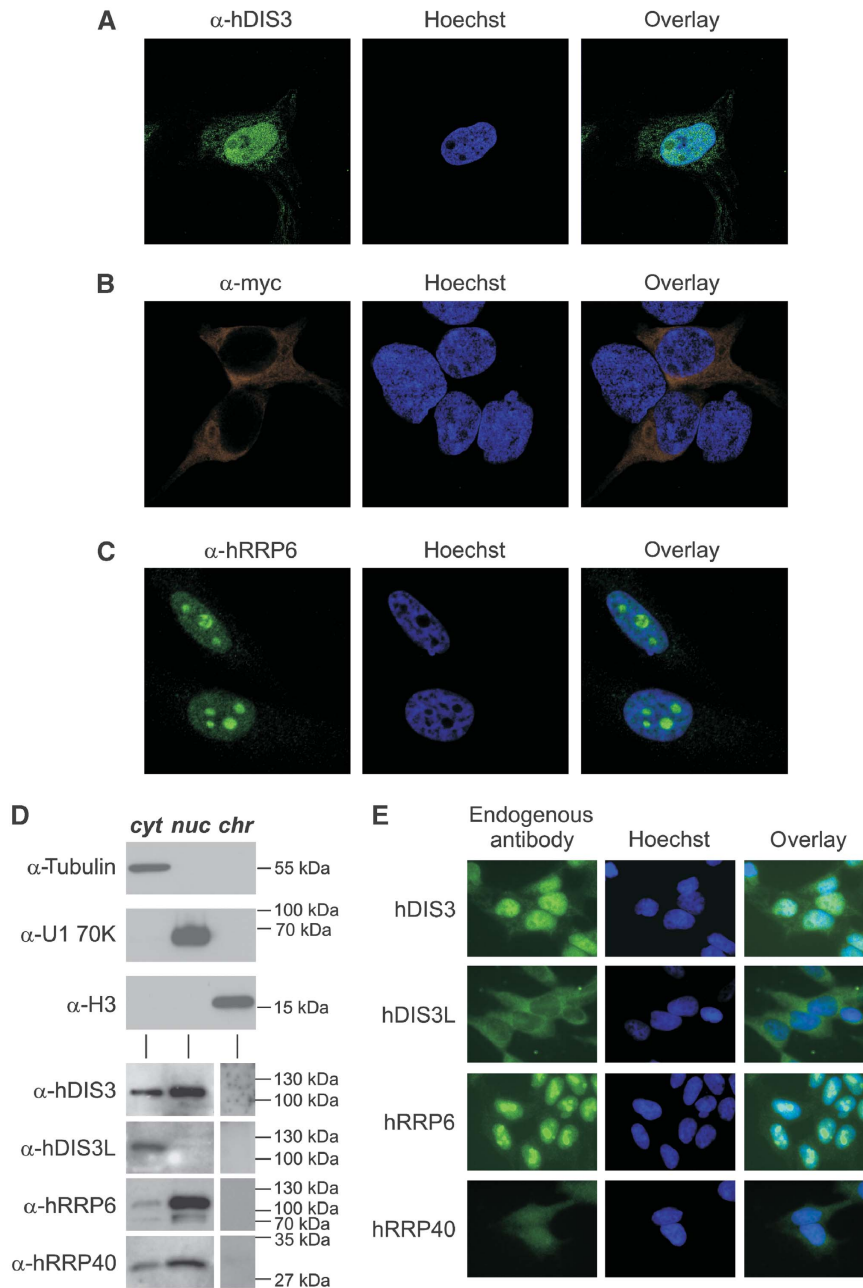 A
α-hDIS3 Hoechst Overlay
B
α-myc Hoechst Overlay
C
α-hRRP6 Hoechst Overlay
D
cyt nuc chr
α-Tubulin 55 kDa
α-U1 70K 100 kDa
70 kDa
α-H3 15 kDa
α-hDIS3 130 kDa
100 kDa
α-hDIS3L 130 kDa
100 kDa
α-hRRP6 130 kDa
100 kDa
70 kDa
α-hRRP40 35 kDa
27 kDa
E
Endogenous
antibody Hoechst Overlay
hDIS3
hDIS3L
hRRP6
hRRP40